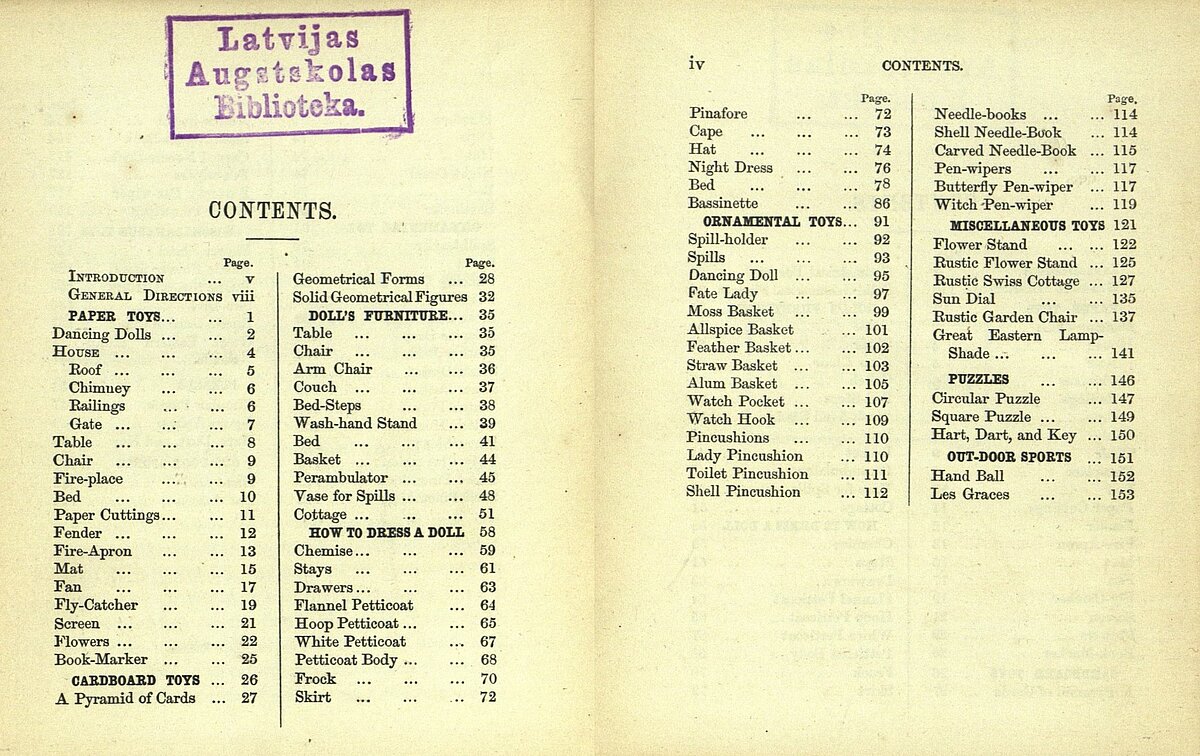 Latvijas
Augstskolas
Biblioteka.
CONTENTS.
Page.
INTRODUCTION ... v
GENERAL DIRECTIONS viii
PAPER TOYS... ... 1
Dancing Dolls ... ... 2
HOUSE ... ... ... 4
Roof ... ... ... 5
Chimney ... ... 6
Railings ... ... 6
Gate ... ... ... 7
Table ... ... ... 8
Chair ... ... ... 9
Fire-place ... ... 9
Bed ... ... ... 10
Paper Cuttings... ... 11
Fender ... ... ... 12
Fire-Apron ... ... 13
Mat ... ... ... 15
Fan ... ... ... 17
Fly-Catcher ... ... 19
Screen ... ... ... 21
Flowers ... ... ... 22
Book-Marker ... ... 25
CARDBOARD TOYS ... 26
A Pyramid of Cards ... 27
Page.
Geometrical Forms ... 28
Solid Geometrical Figures 32
DOLL'S FURNITURE... 35
Table ... ... ... 35
Chair ... ... ... 35
Arm Chair ... ... 36
Couch ... ... ... 37
Bed-Steps ... ... 38
Wash-hand Stand ... 39
Bed ... ... ... 41
Basket ... ... ... 44
Perambulator ... ... 45
Vase for Spills ... ... 48
Cottage ... ... ... 51
HOW TO DRESS A DOLL 58
Chemise... ... ... 59
Stays ... ... ... 61
Drawers... ... ... 63
Flannel Petticoat ... 64
Hoop Petticoat... ... 65
White Petticoat ... 67
Petticoat Body ... ... 68
Frock ... ... ... 70
Skirt ... ... ... 72
iv CONTENTS.
Page.
Pinafore ... ... 72
Cape ... ... ... 73
Hat ... ... ... 74
Night Dress ... ... 76
Bed ... ... ... 78
Bassinette ... ... 86
ORNAMENTAL TOYS... 91
Spill-holder ... ... 92
Spills ... ... ... 93
Dancing Doll ... ... 95
Fate Lady ... ... 97
Moss Basket ... ... 99
Allspice Basket ... 101
Feather Basket... ... 102
Straw Basket ... ... 103
Alum Basket ... ... 105
Watch Pocket ... ... 107
Watch Hook ... ... 109
Pincushions ... ... 110
Lady Pincushion ... 110
Toilet Pincushion ... 111
Shell Pincushion ... 112
Page.
Needle-books ... ... 114
Shell Needle-Book ... 114
Carved Needle-Book ... 115
Pen-wipers ... ... 117
Butterfly Pen-wiper ... 117
Witch Pen-wiper ... 119
MISCELLANEOUS TOYS 121
Flower Stand ... ... 122
Rustic Flower Stand ... 125
Rustic Swiss Cottage ... 127
Sun Dial ... ... 135
Rustic Garden Chair ... 137
Great Eastern Lamp-
Shade ... ... ... 141
PUZZLES ... ... 146
Circular Puzzle ... 147
Square Puzzle ... ... 149
Hart, Dart, and Key ... 150
OUT-DOOR SPORTS ... 151
Hand Ball ... ... 152
Les Graces ... ... 153